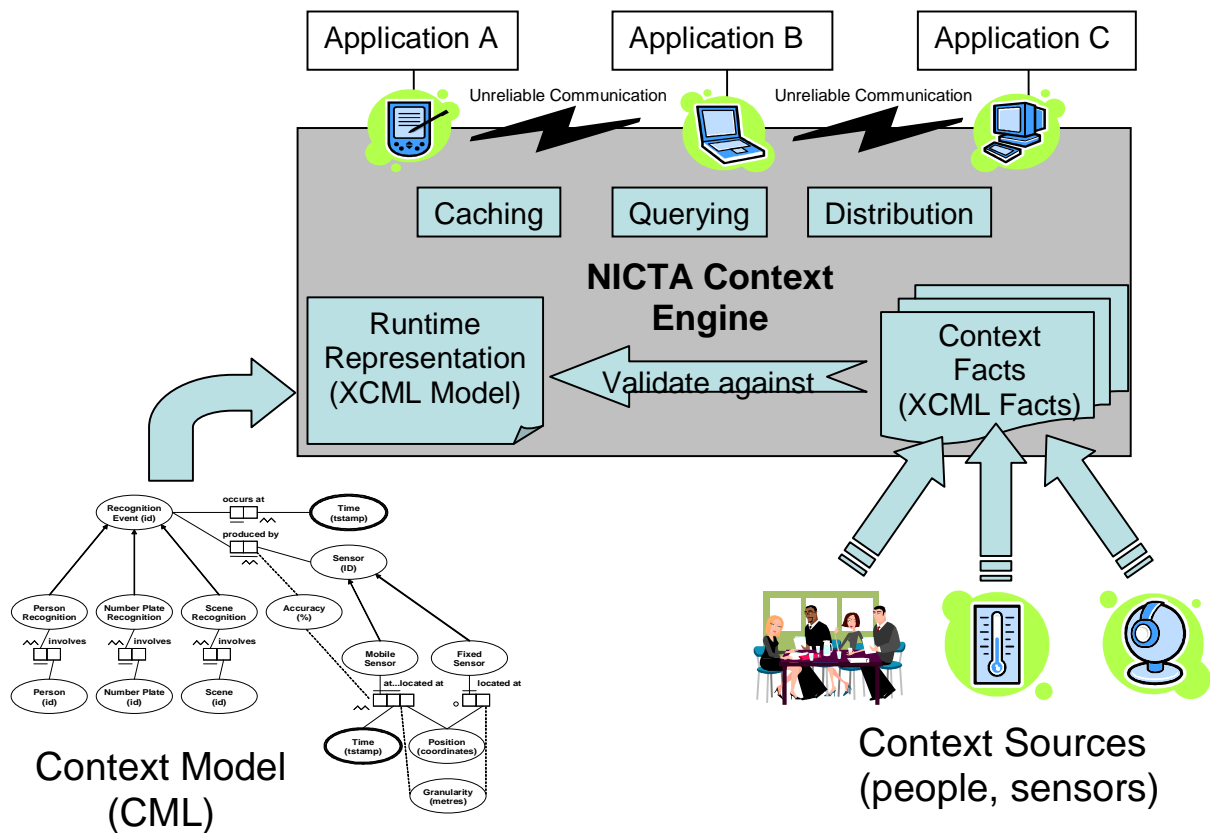 Application A
Application B
Application C
Unreliable Communication
Unreliable Communication
Caching
Querying
Distribution
NICTA Context
Engine
Runtime
Representation
(XCML Model)
Validate against
Context
Facts
(XCML Facts)
occurs at
Recognition
Event (id)
Time
(tstamp)
produced by
Sensor
(ID)
Person
Recognition
Number Plate
Recognition
Scene
Recognition
Accuracy
(%)
involves
involves
involves
Mobile
Sensor
Fixed
Sensor
Person
(id)
Number Plate
(id)
Scene
(id)
at...located at
located at
Time
(tstamp)
Position
(coordinates)
Granularity
(metres)
Context Model
(CML)
Context Sources
(people, sensors)